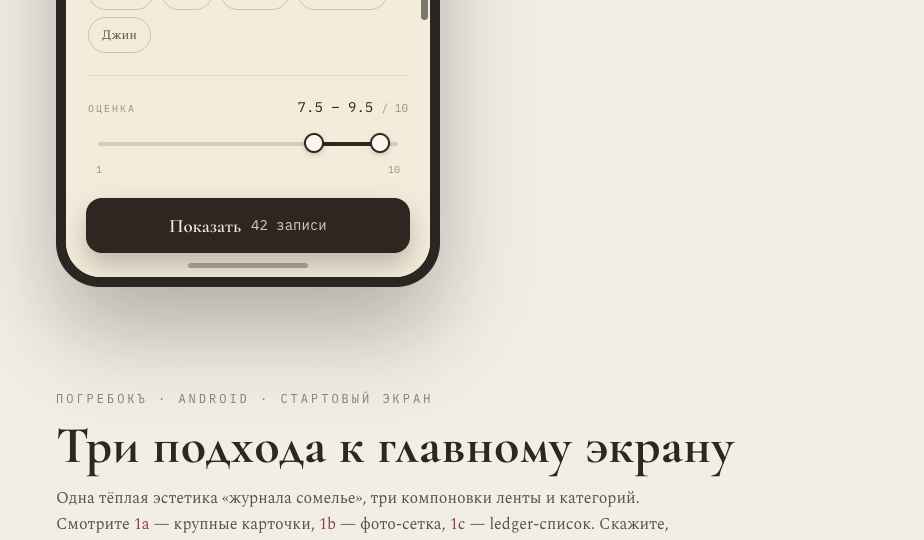 Джин
ОЦЕНКА 7.5 – 9.5 / 10
1 10
Показать 42 записи
ПОГРЕБОКЪ · ANDROID · СТАРТОВЫЙ ЭКРАН
Три подхода к главному экрану
Одна тёплая эстетика «журнала сомелье», три компоновки ленты и категорий.
Смотрите 1a — крупные карточки, 1b — фото-сетка, 1c — ledger-список. Скажите,